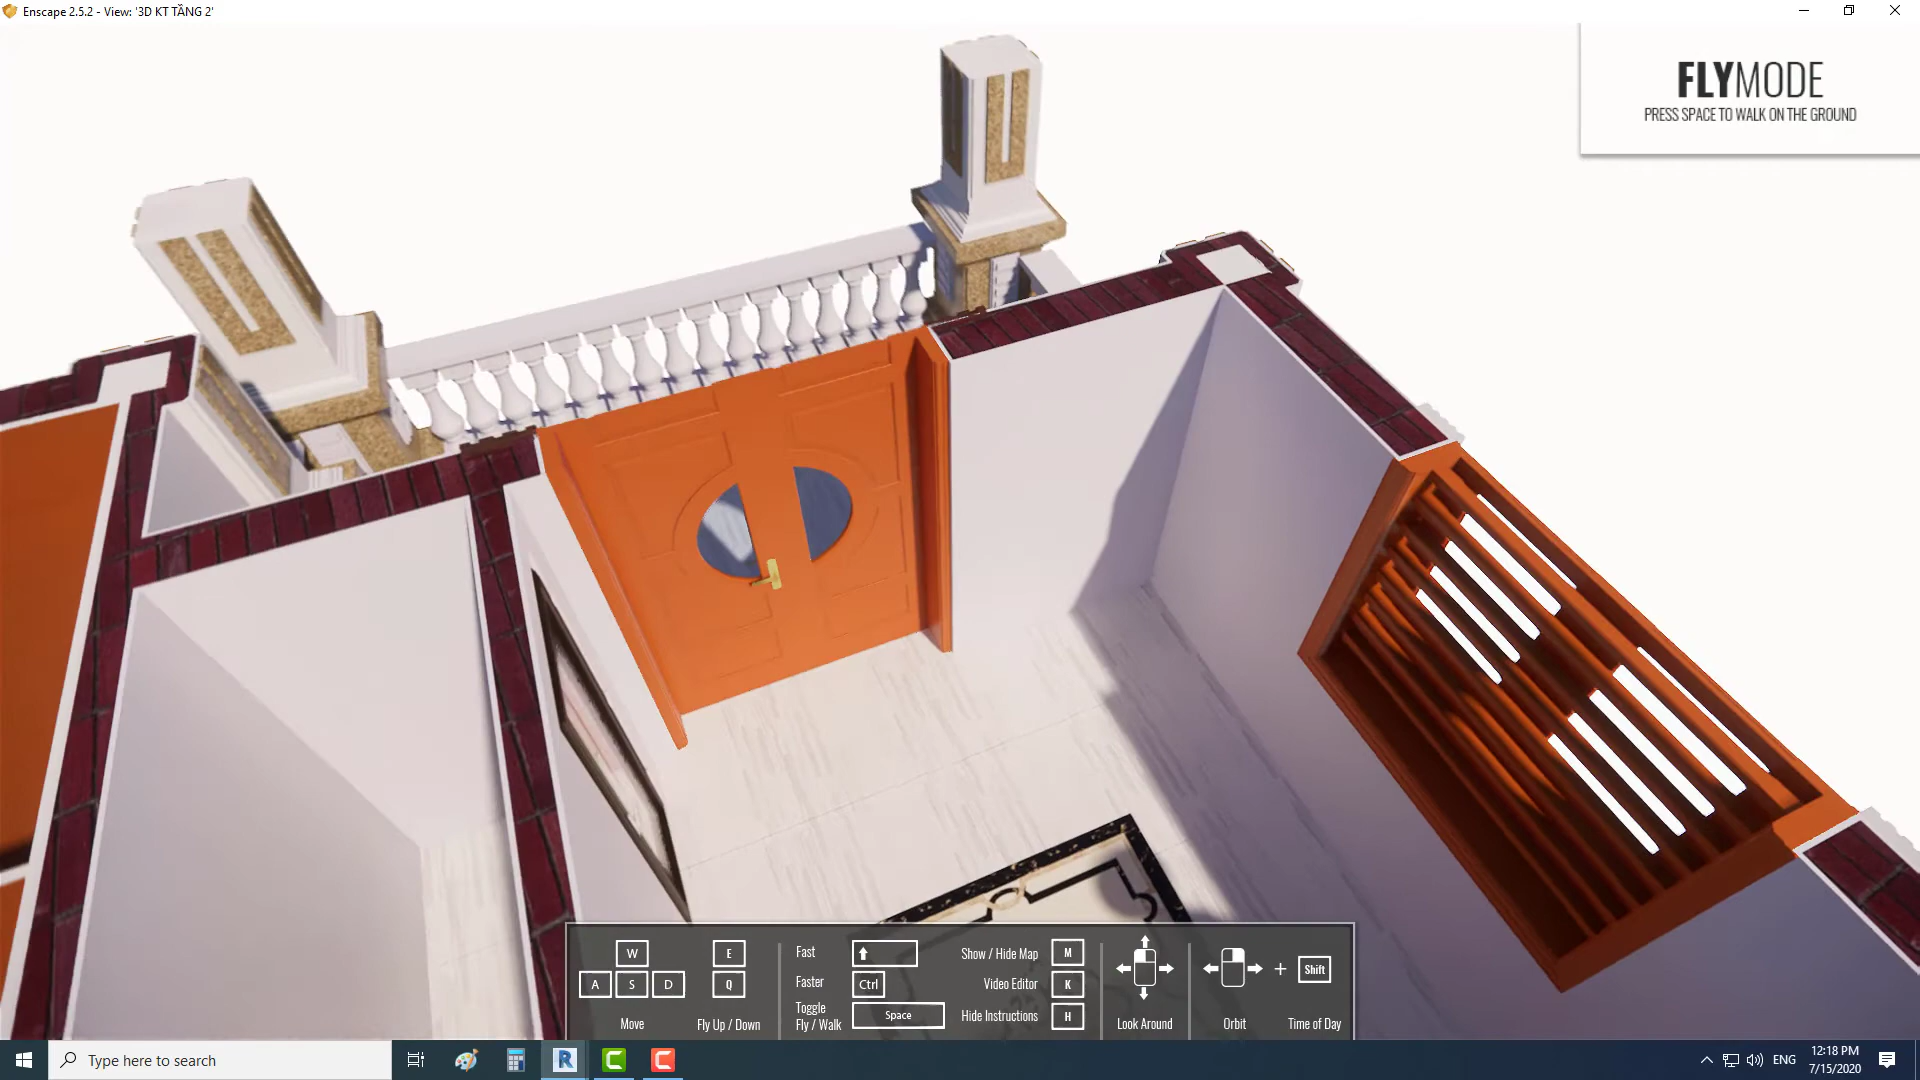 Enscape 2.5.2 - View: '3D KT TẦNG 2'
FLYMODE
PRESS SPACE TO WALK ON THE GROUND
W
A S D
Move
E
Q
Fly Up / Down
Fast
Faster Ctrl
Toggle
Fly / Walk Space
Show / Hide Map M
Video Editor K
Hide Instructions H
Look Around
+ Shift
Orbit Time of Day
Type here to search
R
C
C
ENG
12:18 PM
7/15/2020